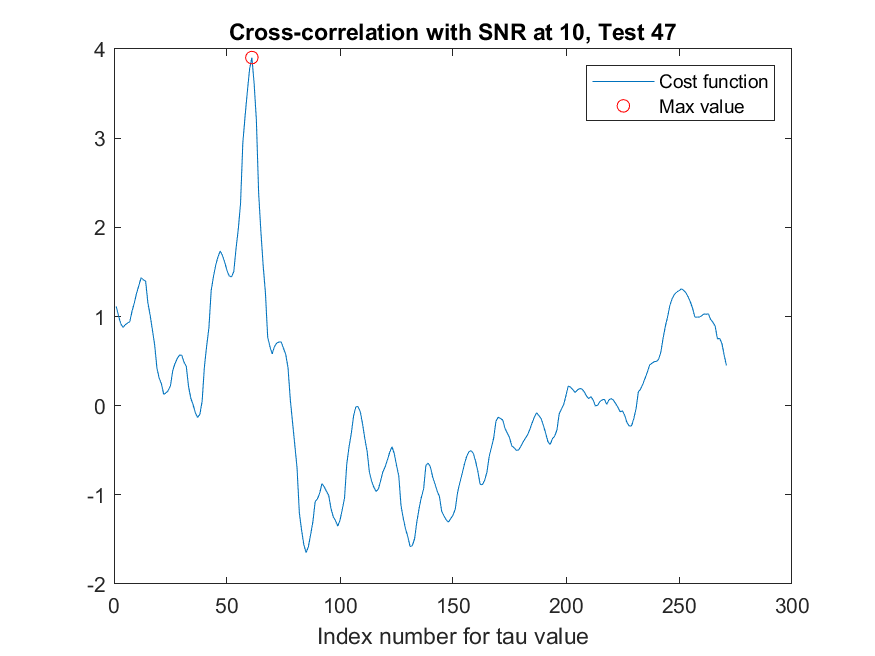 Cross-correlation with SNR at 10, Test 47
4
3
2
1
0
-1
-2
Cost function
Max value
0 50 100 150 200 250 300
Index number for tau value